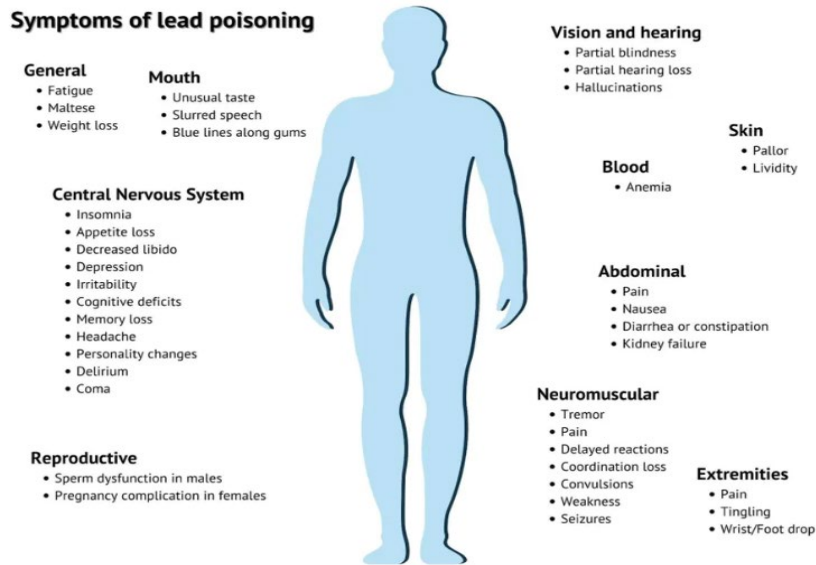 Symptoms of lead poisoning
General
• Fatigue
• Maltese
• Weight loss
Mouth
• Unusual taste
• Slurred speech
• Blue lines along gums
Central Nervous System
• Insomnia
• Appetite loss
• Decreased libido
• Depression
• Irritability
• Cognitive deficits
• Memory loss
• Headache
• Personality changes
• Delirium
• Coma
Reproductive
• Sperm dysfunction in males
• Pregnancy complication in females
Vision and hearing
• Partial blindness
• Partial hearing loss
• Hallucinations
Skin
• Pallor
• Lividity
Blood
• Anemia
Abdominal
• Pain
• Nausea
• Diarrhea or constipation
• Kidney failure
Neuromuscular
• Tremor
• Pain
• Delayed reactions
• Coordination loss
• Convulsions
• Weakness
• Seizures
Extremities
• Pain
• Tingling
• Wrist/Foot drop